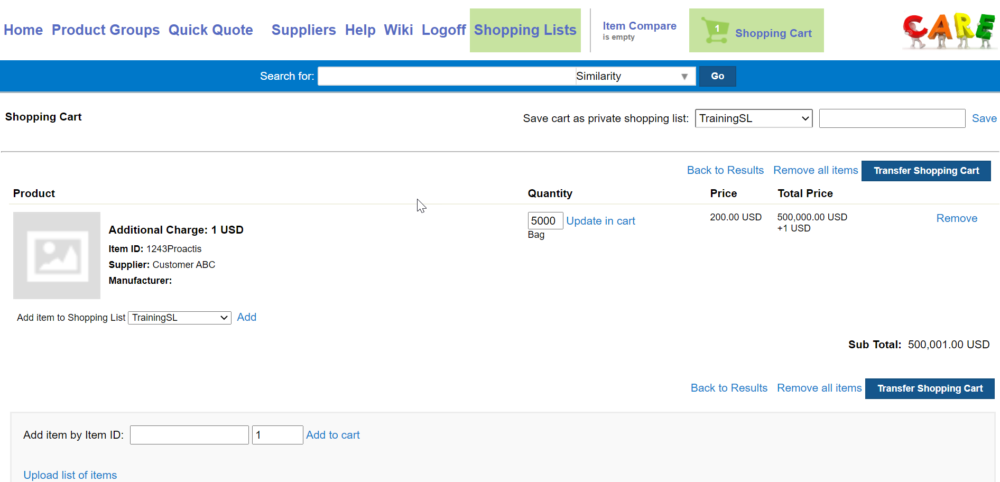 Home Product Groups Quick Quote Suppliers Help Wiki Logoff Shopping Lists
Item Compare
is empty
1 Shopping Cart
CARE
Search for: Similarity Go
Shopping Cart
Save cart as private shopping list: TrainingSL Save
Back to Results Remove all items Transfer Shopping Cart
Product Quantity Price Total Price
Additional Charge: 1 USD
Item ID: 1243Proactis
Supplier: Customer ABC
Manufacturer:
5000 Update in cart
Bag
200.00 USD
500,000.00 USD
+1 USD
Remove
Add item to Shopping List TrainingSL Add
Sub Total: 500,001.00 USD
Back to Results Remove all items Transfer Shopping Cart
Add item by Item ID: 1 Add to cart
Upload list of items